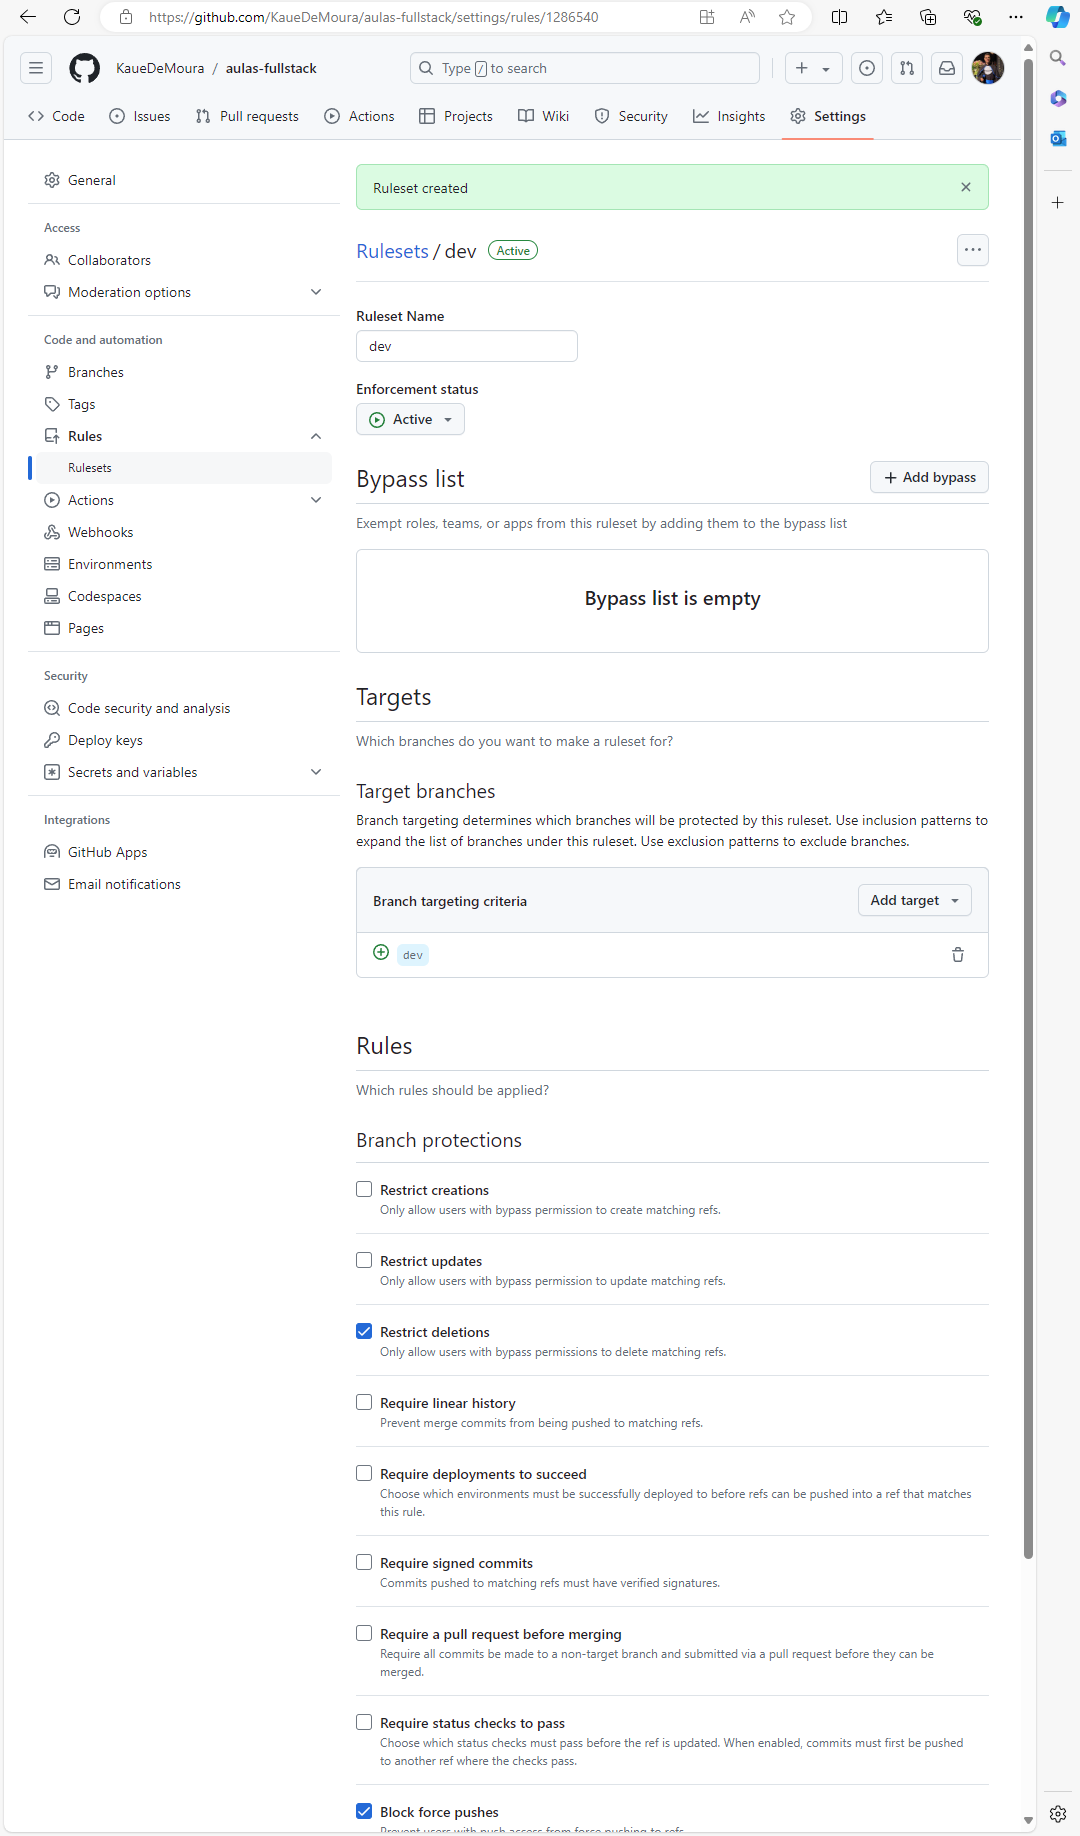 https://github.com/KaueDeMoura/aulas-fullstack/settings/rules/1286540
KaueDeMoura / aulas-fullstack
Type / to search
Code
Issues
Pull requests
Actions
Projects
Wiki
Security
Insights
Settings
General
Access
Collaborators
Moderation options
Code and automation
Branches
Tags
Rules
Rulesets
Actions
Webhooks
Environments
Codespaces
Pages
Security
Code security and analysis
Deploy keys
Secrets and variables
Integrations
GitHub Apps
Email notifications
Ruleset created
Rulesets / dev Active
Ruleset Name
dev
Enforcement status
Active
Bypass list
Add bypass
Exempt roles, teams, or apps from this ruleset by adding them to the bypass list
Bypass list is empty
Targets
Which branches do you want to make a ruleset for?
Target branches
Branch targeting determines which branches will be protected by this ruleset. Use inclusion patterns to
expand the list of branches under this ruleset. Use exclusion patterns to exclude branches.
Branch targeting criteria
Add target
dev
Rules
Which rules should be applied?
Branch protections
Restrict creations
Only allow users with bypass permission to create matching refs.
Restrict updates
Only allow users with bypass permission to update matching refs.
Restrict deletions
Only allow users with bypass permissions to delete matching refs.
Require linear history
Prevent merge commits from being pushed to matching refs.
Require deployments to succeed
Choose which environments must be successfully deployed to before refs can be pushed into a ref that matches
this rule.
Require signed commits
Commits pushed to matching refs must have verified signatures.
Require a pull request before merging
Require all commits be made to a non-target branch and submitted via a pull request before they can be
merged.
Require status checks to pass
Choose which status checks must pass before the ref is updated. When enabled, commits must first be pushed
to another ref where the checks pass.
Block force pushes
Prevent users with push access from force pushing to refs.